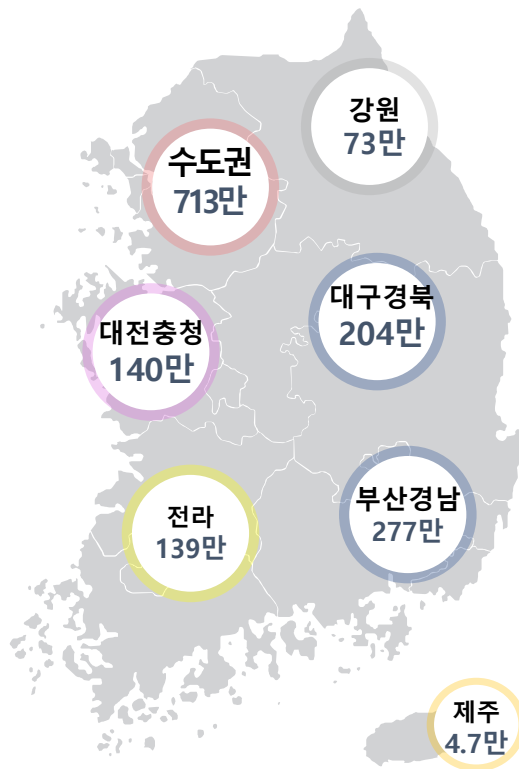 강원
73만
수도권
713만
대구경북
204만
대전충청
140만
부산경남
277만
전라
139만
제주
4.7만